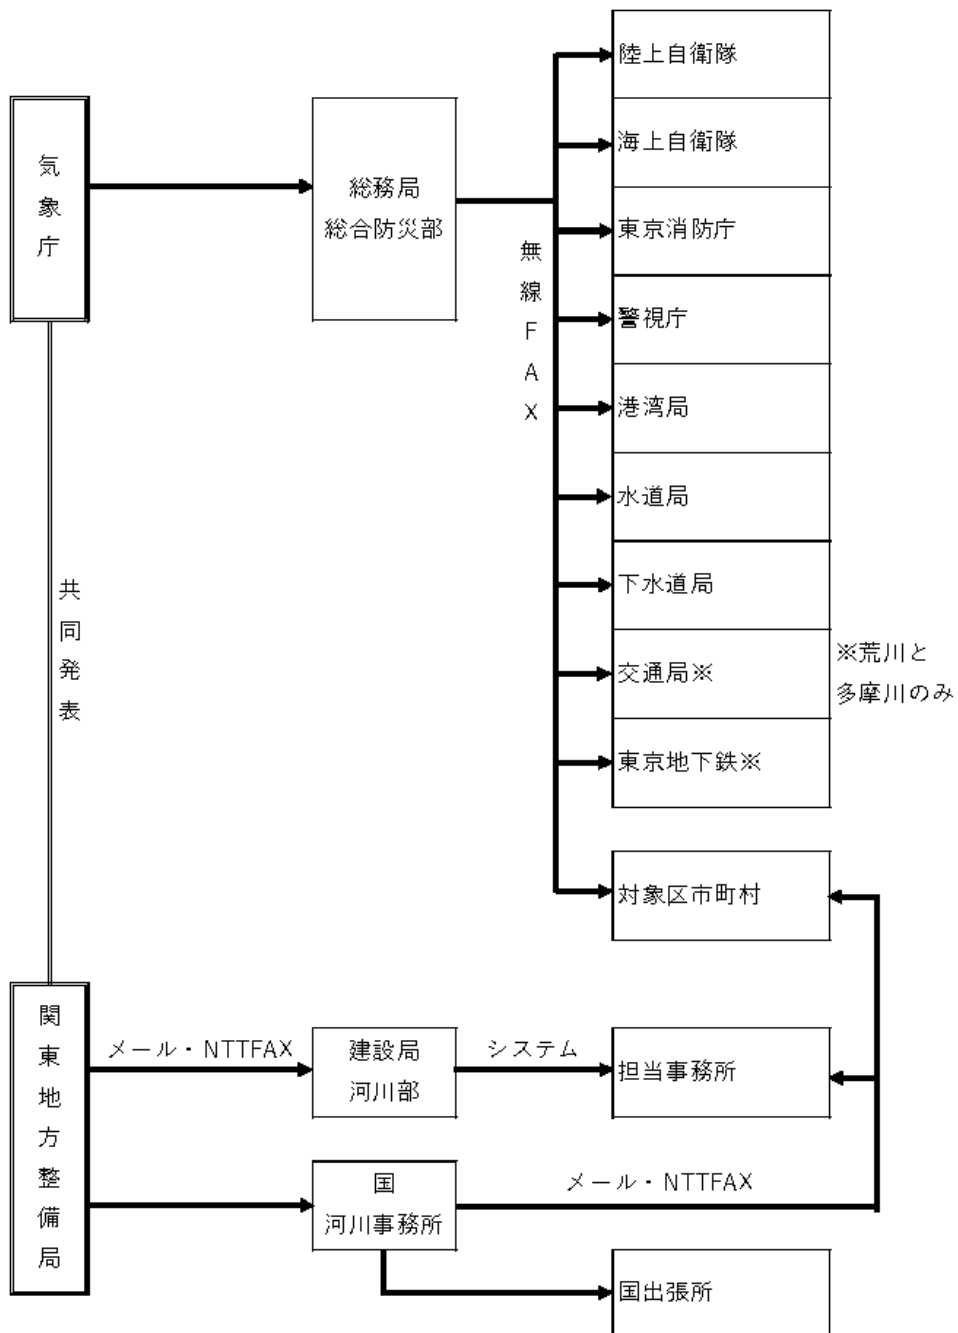 陸上自衛隊
気象庁
海上自衛隊
総務局
総合防災部
東京消防庁
無線FAX
警視庁
港湾局
水道局
下水道局
共同発表
交通局※
※荒川と
多摩川のみ
東京地下鉄※
対象区市町村
関東地方整備局
メール・NTTFAX
建設局
河川部
システム
担当事務所
国
河川事務所
メール・NTTFAX
国出張所